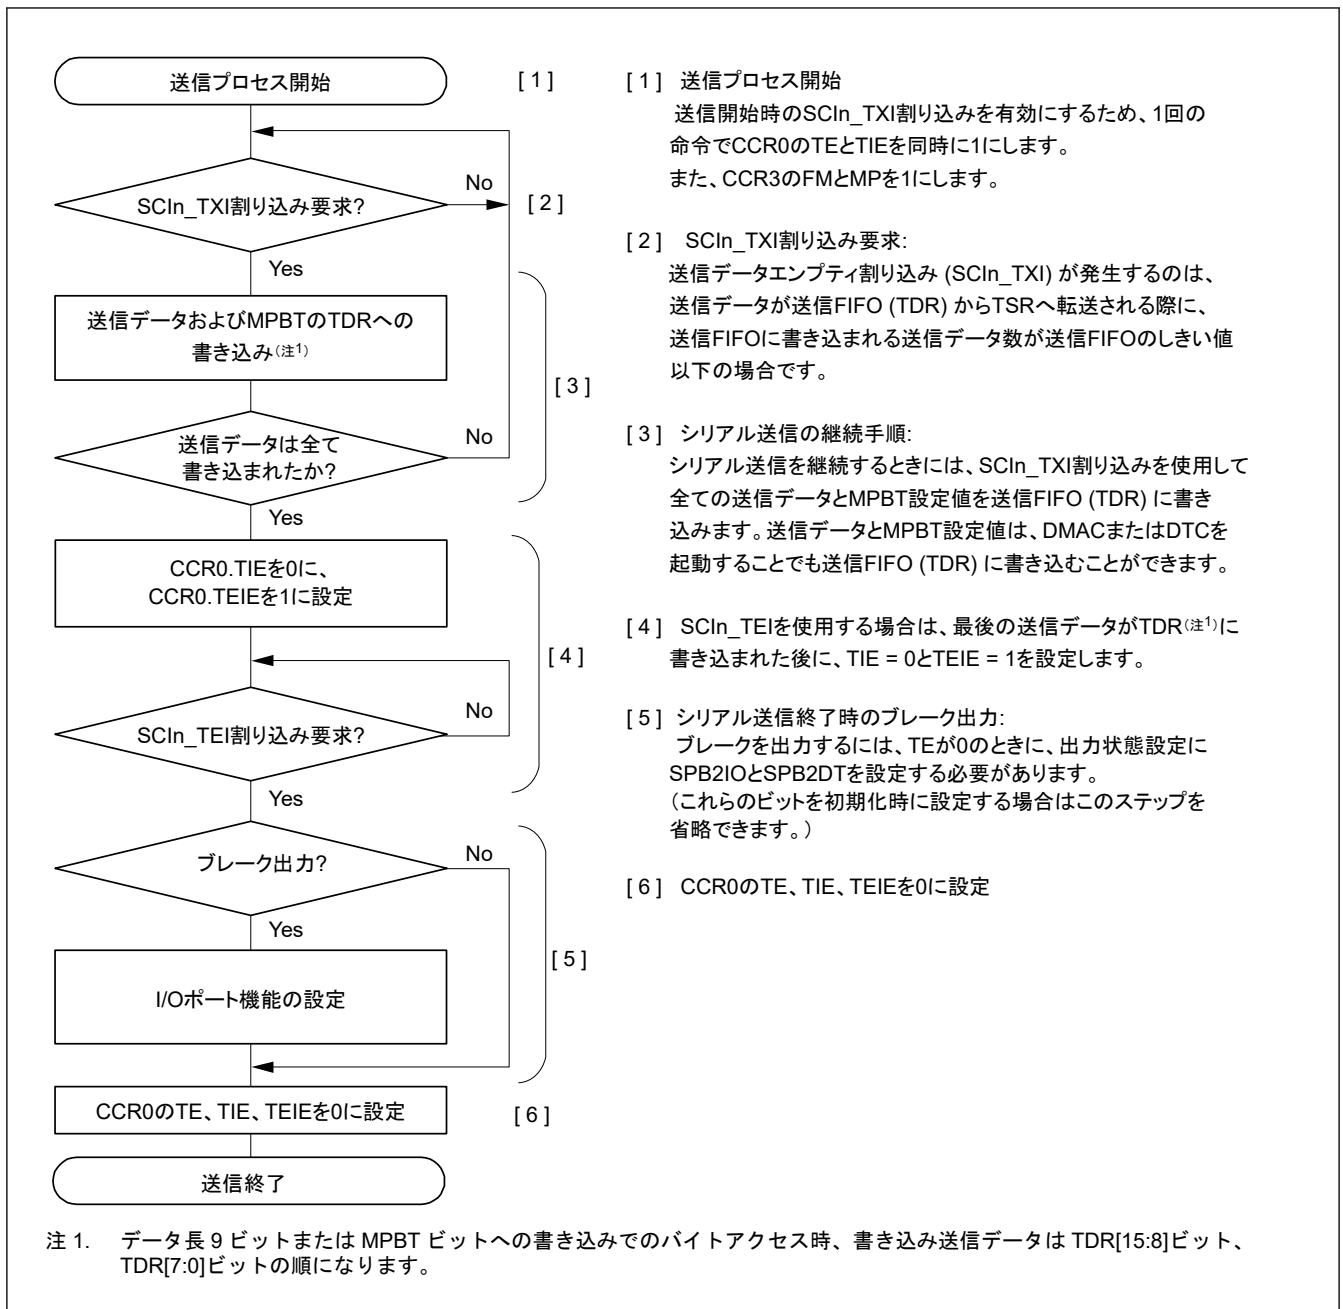 送信プロセス開始
[ 1 ]
SCIn_TXI割り込み要求?
No
[ 2 ]
Yes
送信データおよびMPBTのTDRへの
書き込み(注1)
[ 3 ]
送信データは全て
書き込まれたか?
No
Yes
CCR0.TIEを0に、
CCR0.TEIEを1に設定
[ 4 ]
SCIn_TEI割り込み要求?
No
Yes
ブレーク出力?
No
Yes
[ 5 ]
I/Oポート機能の設定
CCR0のTE、TIE、TEIEを0に設定
[ 6 ]
送信終了
[ 1 ] 送信プロセス開始
送信開始時のSCIn_TXI割り込みを有効にするため、1回の
命令でCCR0のTEとTIEを同時に1にします。
また、CCR3のFMとMPを1にします。
[ 2 ] SCIn_TXI割り込み要求:
送信データエンプティ割り込み (SCIn_TXI) が発生するのは、
送信データが送信FIFO (TDR) からTSRへ転送される際に、
送信FIFOに書き込まれる送信データ数が送信FIFOのしきい値
以下の場合です。
[ 3 ] シリアル送信の継続手順:
シリアル送信を継続するときには、SCIn_TXI割り込みを使用して
全ての送信データとMPBT設定値を送信FIFO (TDR) に書き
込みます。送信データとMPBT設定値は、DMACまたはDTCを
起動することでも送信FIFO (TDR) に書き込むことができます。
[ 4 ] SCIn_TEIを使用する場合は、最後の送信データがTDR(注1)に
書き込まれた後に、TIE = 0とTEIE = 1を設定します。
[ 5 ] シリアル送信終了時のブレーク出力:
ブレークを出力するには、TEが0のときに、出力状態設定に
SPB2IOとSPB2DTを設定する必要があります。
(これらのビットを初期化時に設定する場合はこのステップを
省略できます。)
[ 6 ] CCR0のTE、TIE、TEIEを0に設定
注 1. データ長 9 ビットまたは MPBT ビットへの書き込みでのバイトアクセス時、書き込み送信データは TDR[15:8]ビット、
TDR[7:0]ビットの順になります。